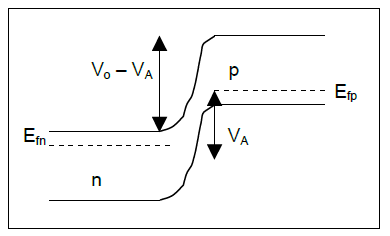 V₀ – V_A
p
E_fp
E_fn
V_A
n